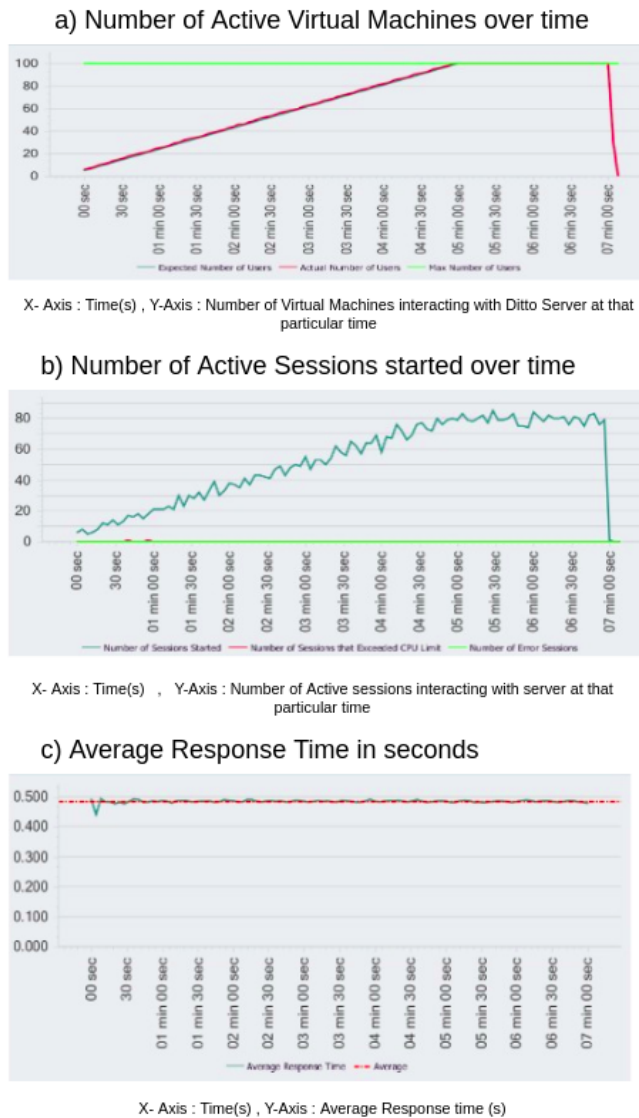 a) Number of Active Virtual Machines over time
100
80
60
40
20
0
00 sec
30 sec
01 min 00 sec
01 min 30 sec
02 min 00 sec
02 min 30 sec
03 min 00 sec
03 min 30 sec
04 min 00 sec
04 min 30 sec
05 min 00 sec
05 min 30 sec
06 min 00 sec
06 min 30 sec
07 min 00 sec
Expected Number of Users Actual Number of Users Max Number of Users
X- Axis : Time(s) , Y-Axis : Number of Virtual Machines interacting with Ditto Server at that
particular time
b) Number of Active Sessions started over time
80
60
40
20
0
00 sec
30 sec
01 min 00 sec
01 min 30 sec
02 min 00 sec
02 min 30 sec
03 min 00 sec
03 min 30 sec
04 min 00 sec
04 min 30 sec
05 min 00 sec
05 min 30 sec
06 min 00 sec
06 min 30 sec
07 min 00 sec
Number of Sessions Started Number of Sessions that Exceeded CPU Limit Number of Error Sessions
X- Axis : Time(s) , Y-Axis : Number of Active sessions interacting with server at that
particular time
c) Average Response Time in seconds
0.500
0.400
0.300
0.200
0.100
0.000
00 sec
30 sec
01 min 00 sec
01 min 30 sec
02 min 00 sec
02 min 30 sec
03 min 00 sec
03 min 30 sec
04 min 00 sec
04 min 30 sec
05 min 00 sec
05 min 30 sec
06 min 00 sec
06 min 30 sec
07 min 00 sec
Average Response Time Average
X- Axis : Time(s) , Y-Axis : Average Response time (s)